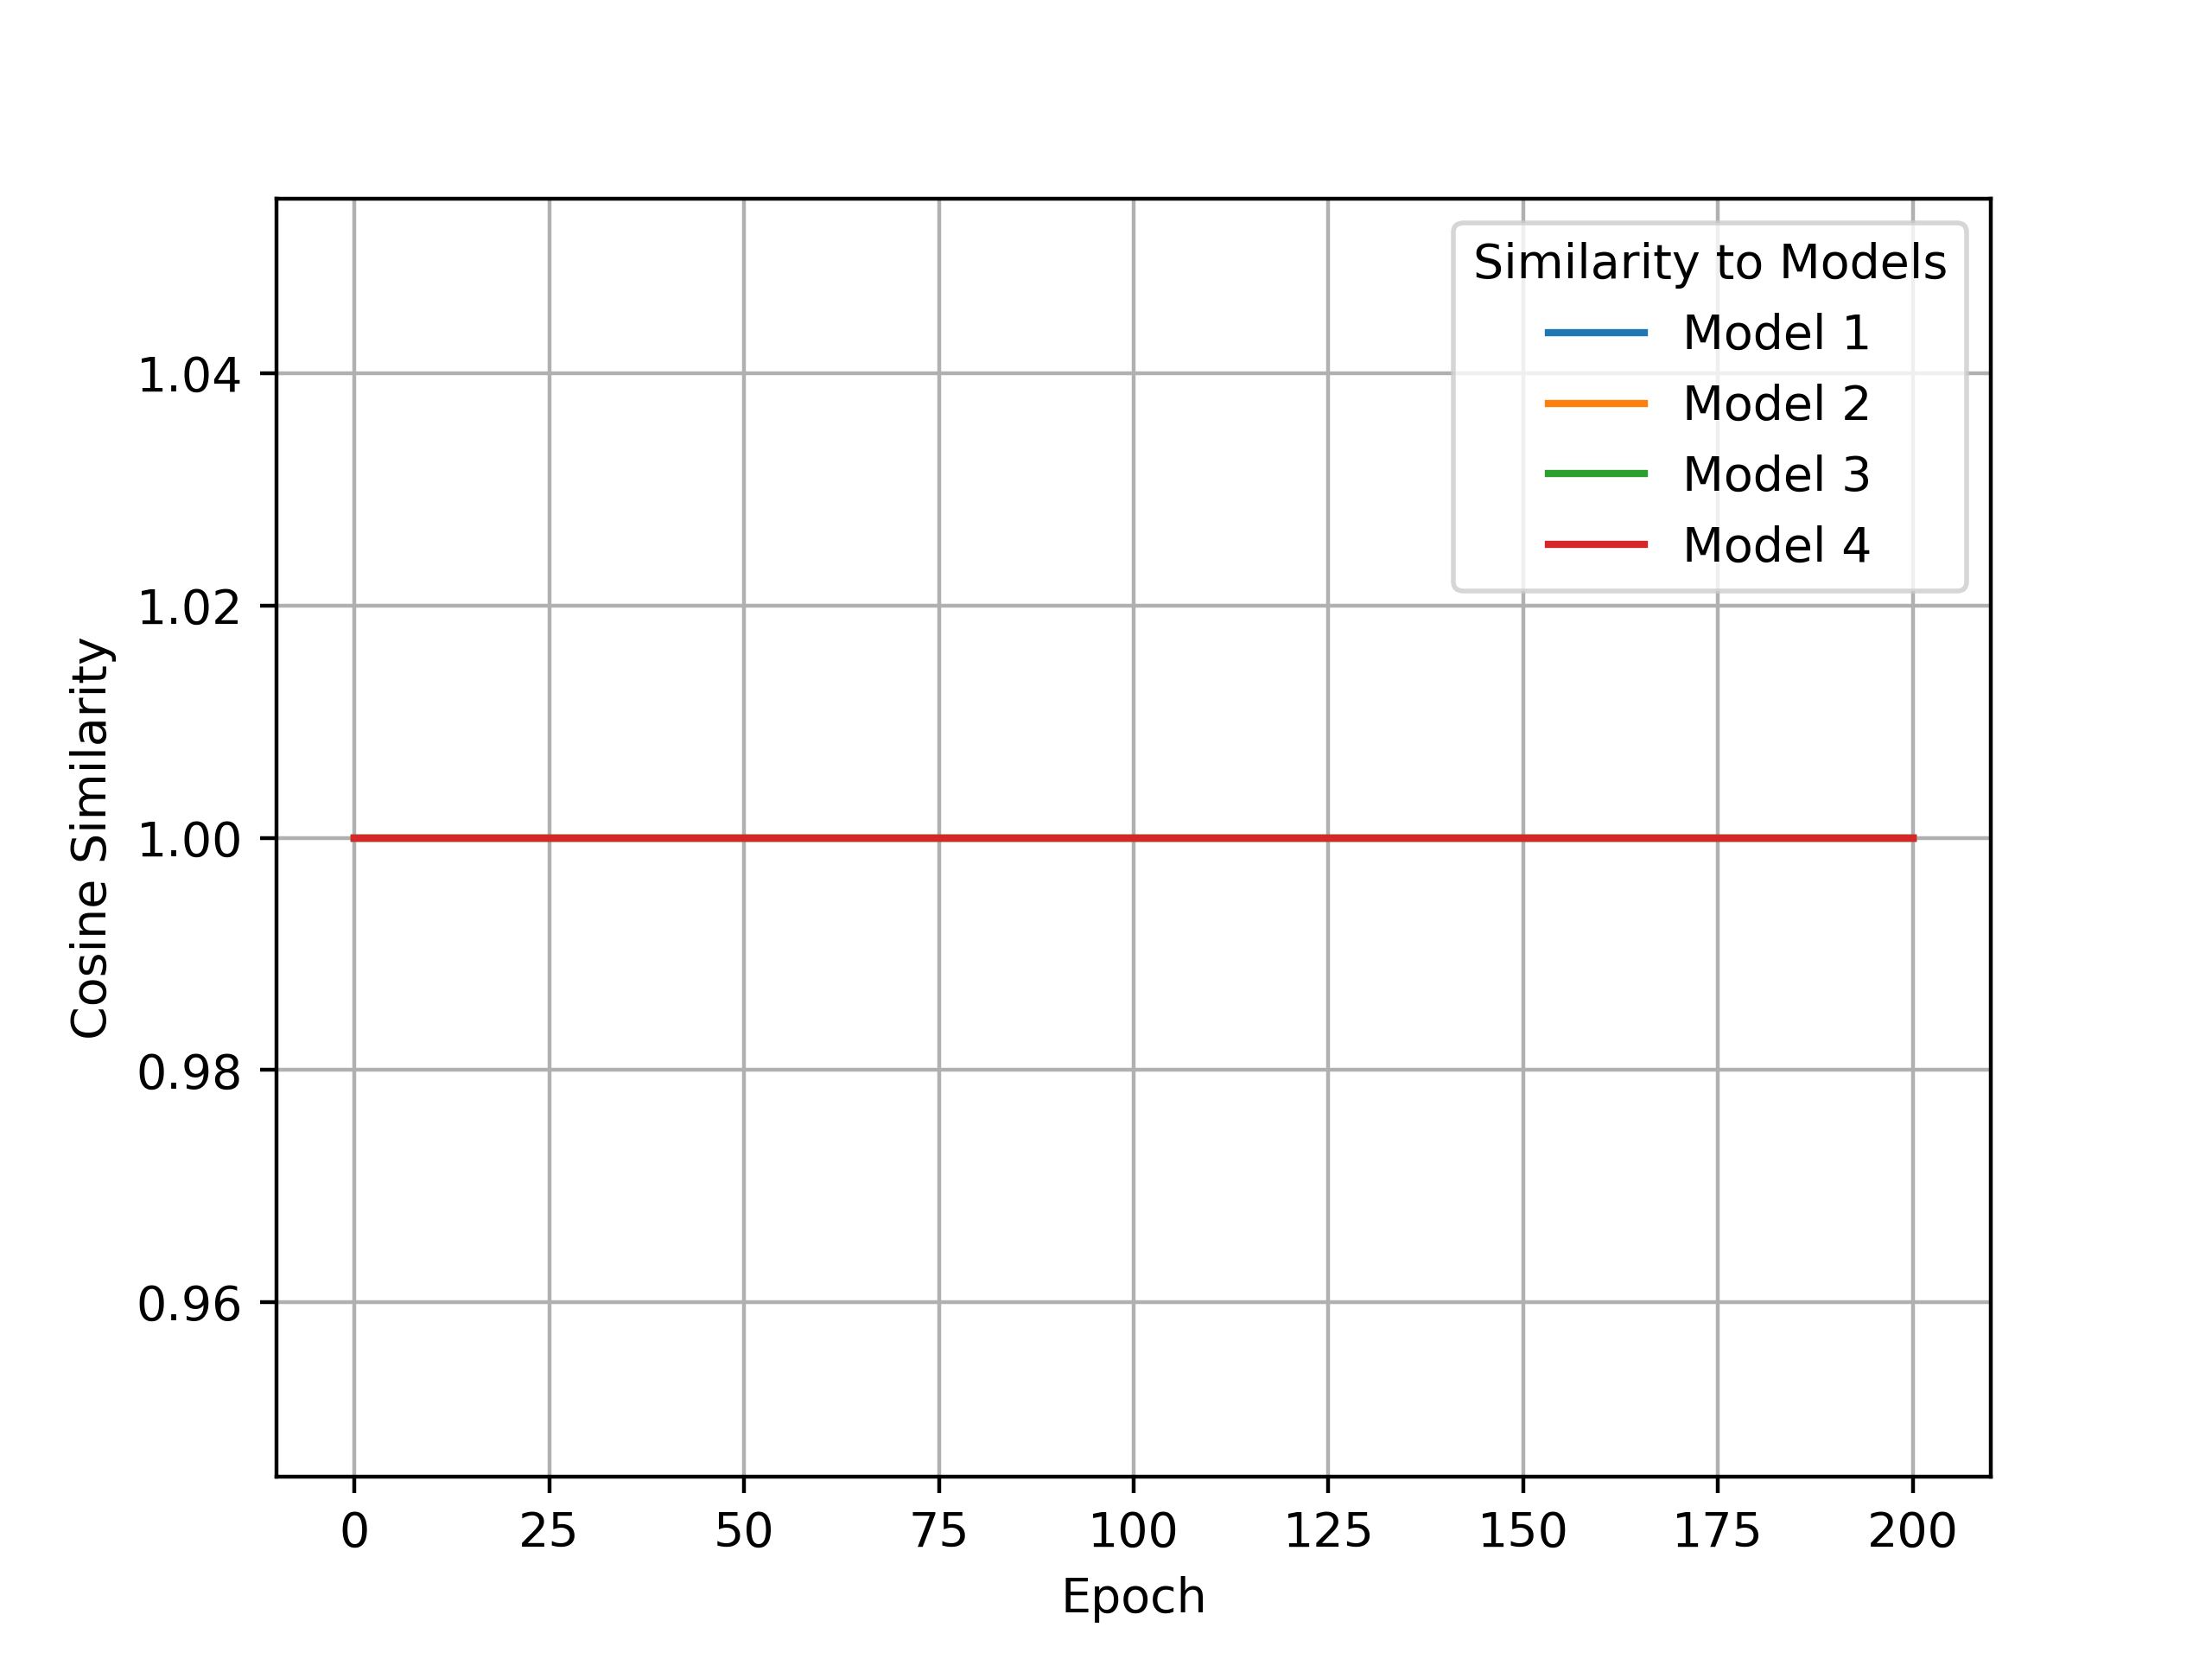 Similarity to Models
Model 1
Model 2
Model 3
Model 4
1.04
1.02
1.00
0.98
0.96
Cosine Similarity
0 25 50 75 100 125 150 175 200
Epoch